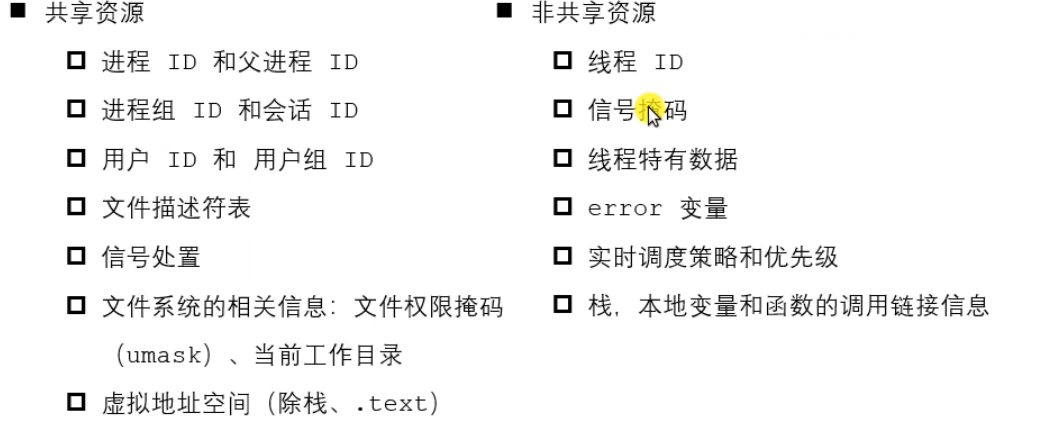 共享资源
进程 ID 和父进程 ID
进程组 ID 和会话 ID
用户 ID 和 用户组 ID
文件描述符表
信号处置
文件系统的相关信息：文件权限掩码
（umask）、当前工作目录
虚拟地址空间（除栈、.text）
非共享资源
线程 ID
信号掩码
线程特有数据
error 变量
实时调度策略和优先级
栈，本地变量和函数的调用链接信息